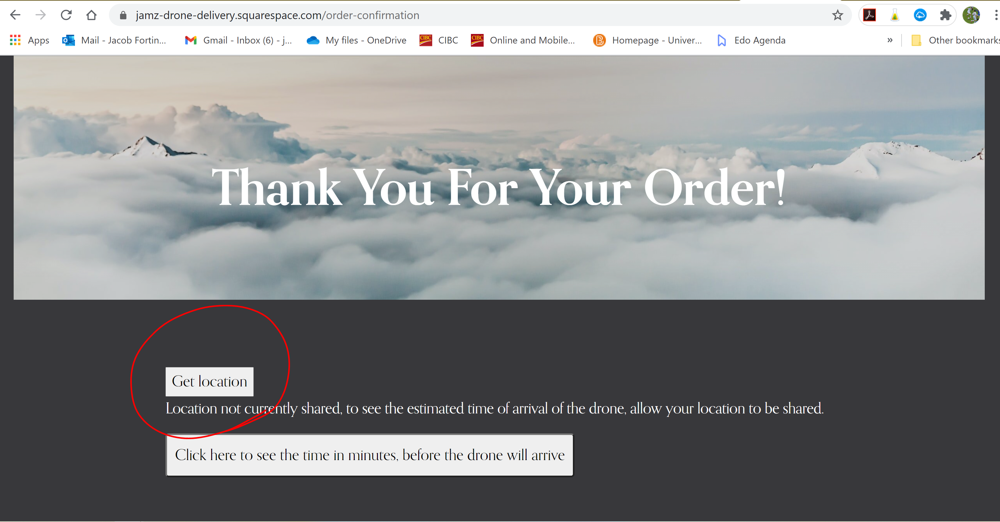 jamz-drone-delivery.squarespace.com/order-confirmation
Apps Mail - Jacob Fortin... Gmail - Inbox (6) - j... My files - OneDrive CIBC CIBC CIBC Online and Mobile... Homepage - Univer... Edo Agenda » Other bookmarks
Thank You For Your Order!
Get location
Location not currently shared, to see the estimated time of arrival of the drone, allow your location to be shared.
Click here to see the time in minutes, before the drone will arrive